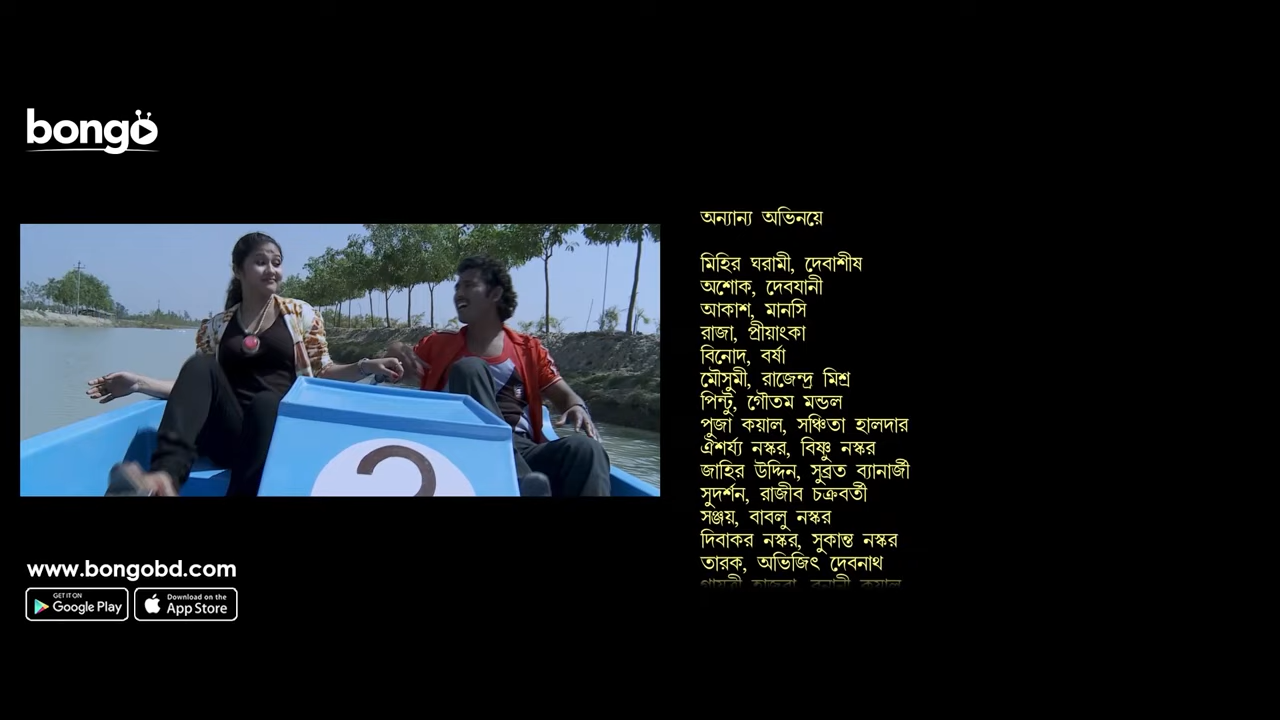 bongo
2
www.bongobd.com
GET IT ON
Google Play
Download on the
App Store
অন্যান্য অভিনয়ে
মিহির ঘরামী, দেবাশীষ
অশোক, দেবযানী
আকাশ, মানসি
রাজা, প্রীয়াংকা
বিনোদ, বর্ষা
মৌসুমী, রাজেন্দ্র মিশ্র
পিন্টু, গৌতম মন্ডল
পুজা কয়াল, সঞ্চিতা হালদার
ঐশর্য্য নস্কর, বিষ্ণু নস্কর
জাহির উদ্দিন, সুব্রত ব্যানার্জী
সুদর্শন, রাজীব চক্রবর্তী
সঞ্জয়, বাবলু নস্কর
দিবাকর নস্কর, সুকান্ত নস্কর
তারক, অভিজিৎ দেবনাথ